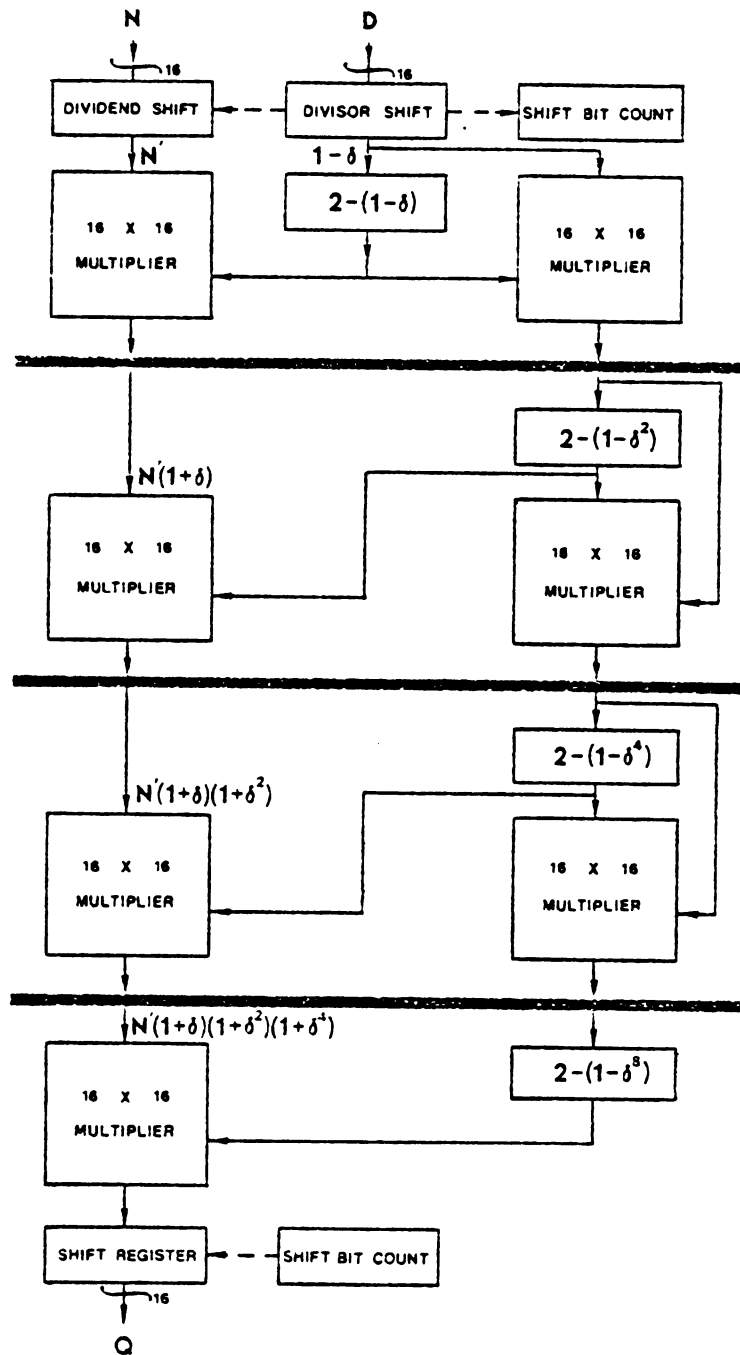 N D
16 16
DIVIDEND SHIFT DIVISOR SHIFT SHIFT BIT COUNT
N' 1-δ
2-(1-δ)
16 X 16 16 X 16
MULTIPLIER MULTIPLIER
2-(1-δ²)
N'(1+δ)
16 X 16 16 X 16
MULTIPLIER MULTIPLIER
2-(1-δ⁴)
N'(1+δ)(1+δ²)
16 X 16 16 X 16
MULTIPLIER MULTIPLIER
N'(1+δ)(1+δ²)(1+δ⁴)
2-(1-δ⁸)
16 X 16
MULTIPLIER
SHIFT REGISTER SHIFT BIT COUNT
16
Q